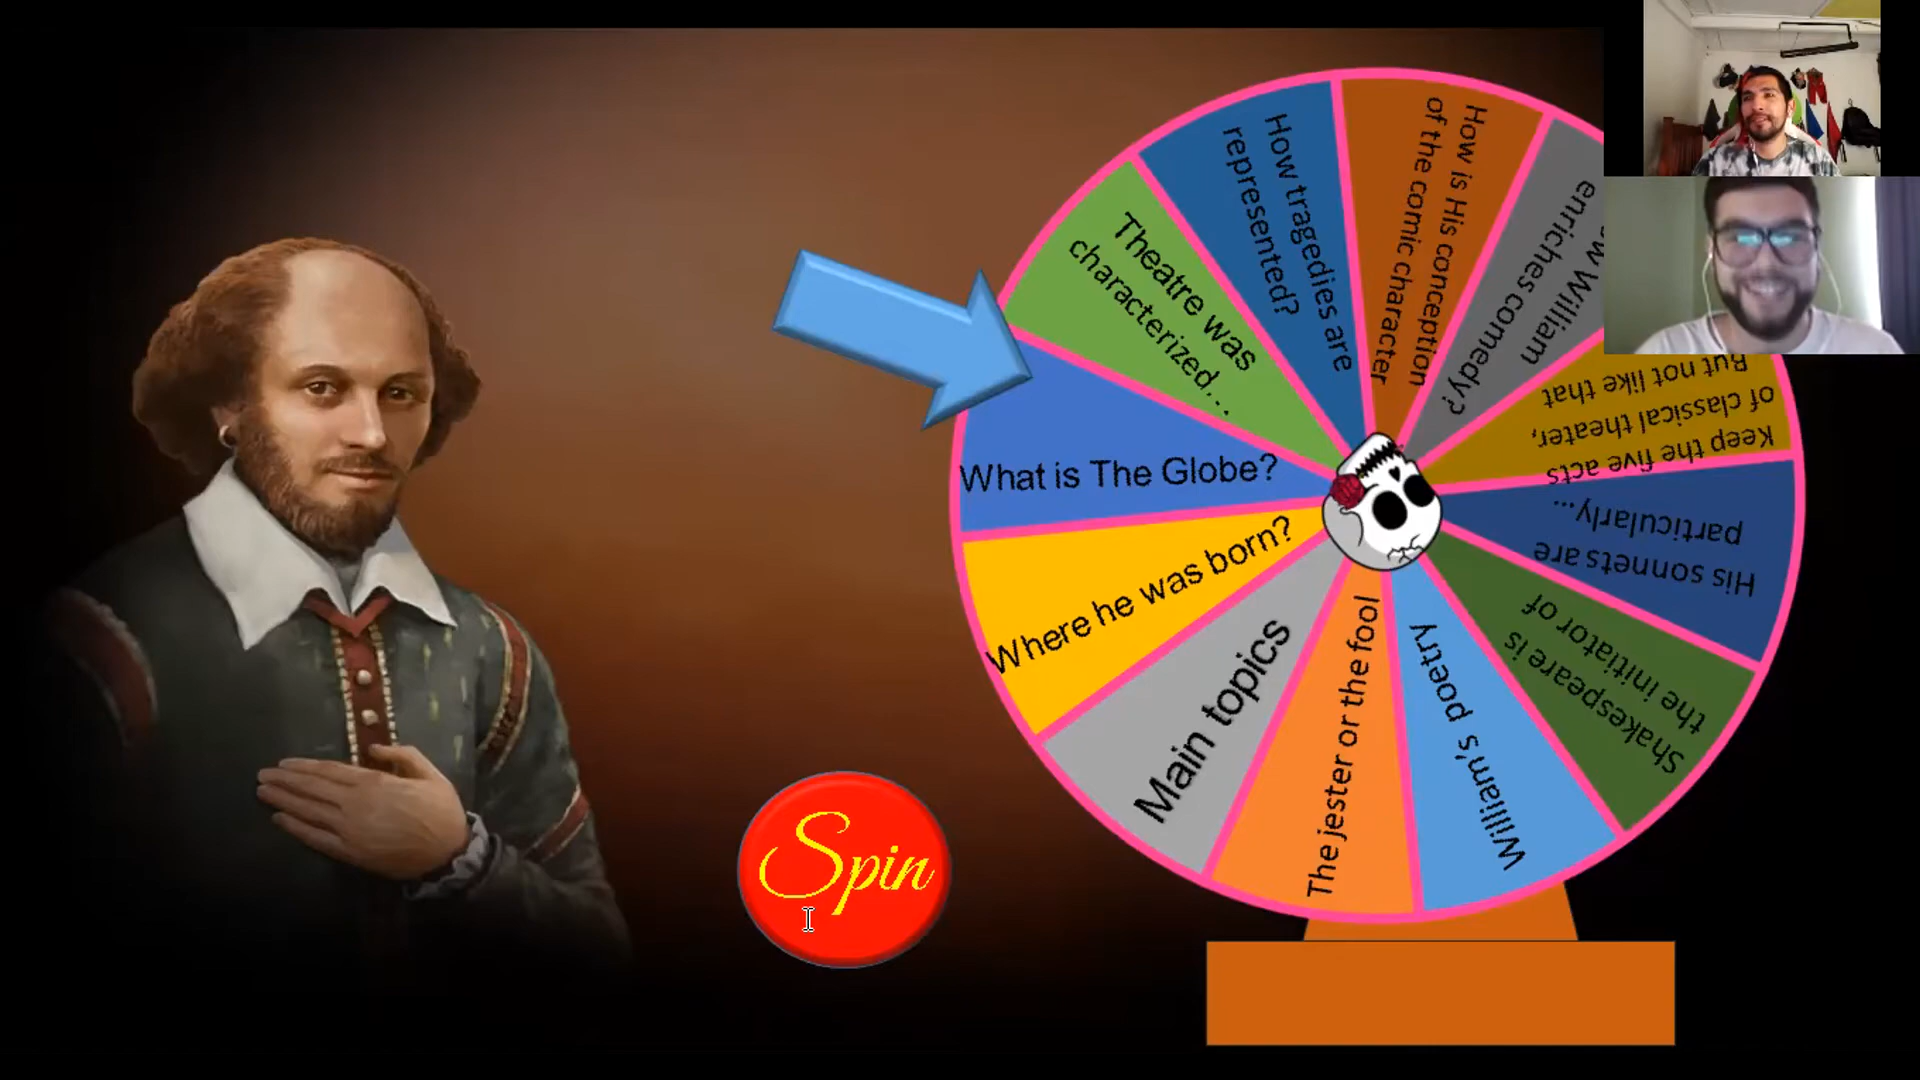 How is His conception
of the comic character
How tragedies are
represented?
Theatre was
characterized...
What is The Globe?
Where he was born?
Main topics
The jester or the fool
William's poetry
Shakespeare is
the initiator of
His sonnets are
particularly...
Keep the five acts
of classical theater,
But not like that
William
enriches comedy?
Spin